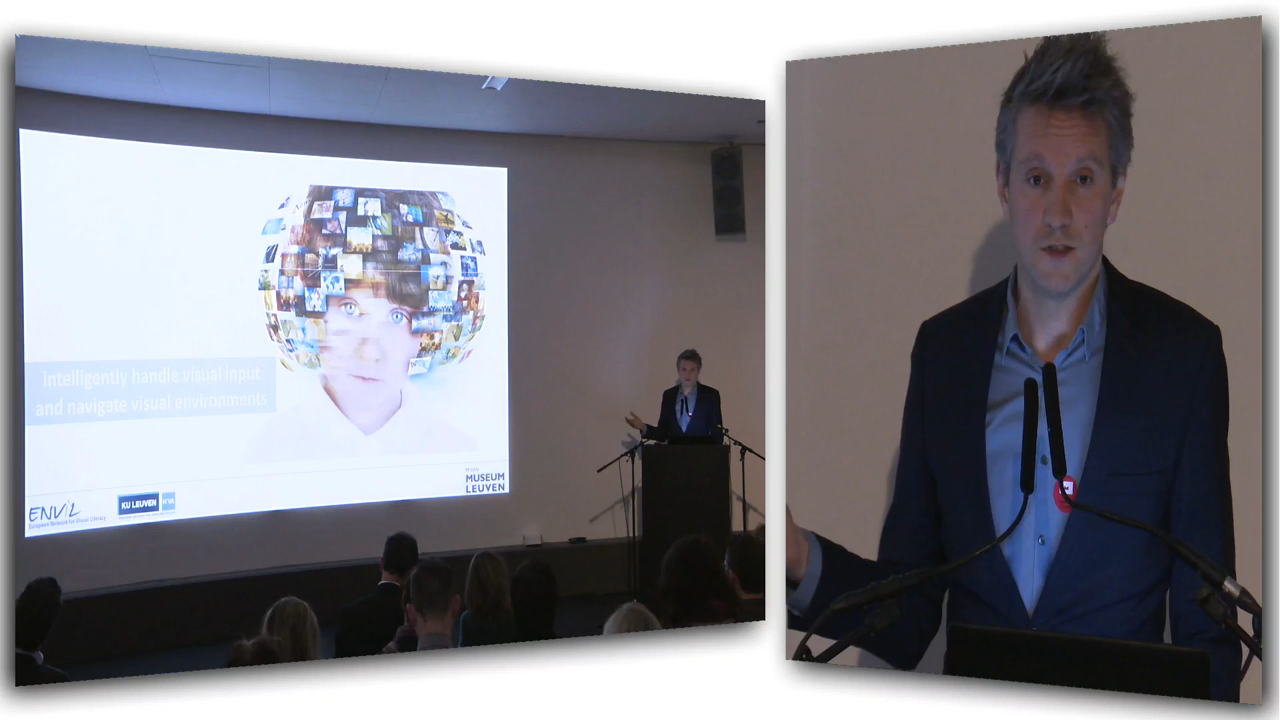 Intelligently handle visual input
and navigate visual environments
ENViL
European Network for Visual Literacy
KU LEUVEN
MUSEUM
LEUVEN
M